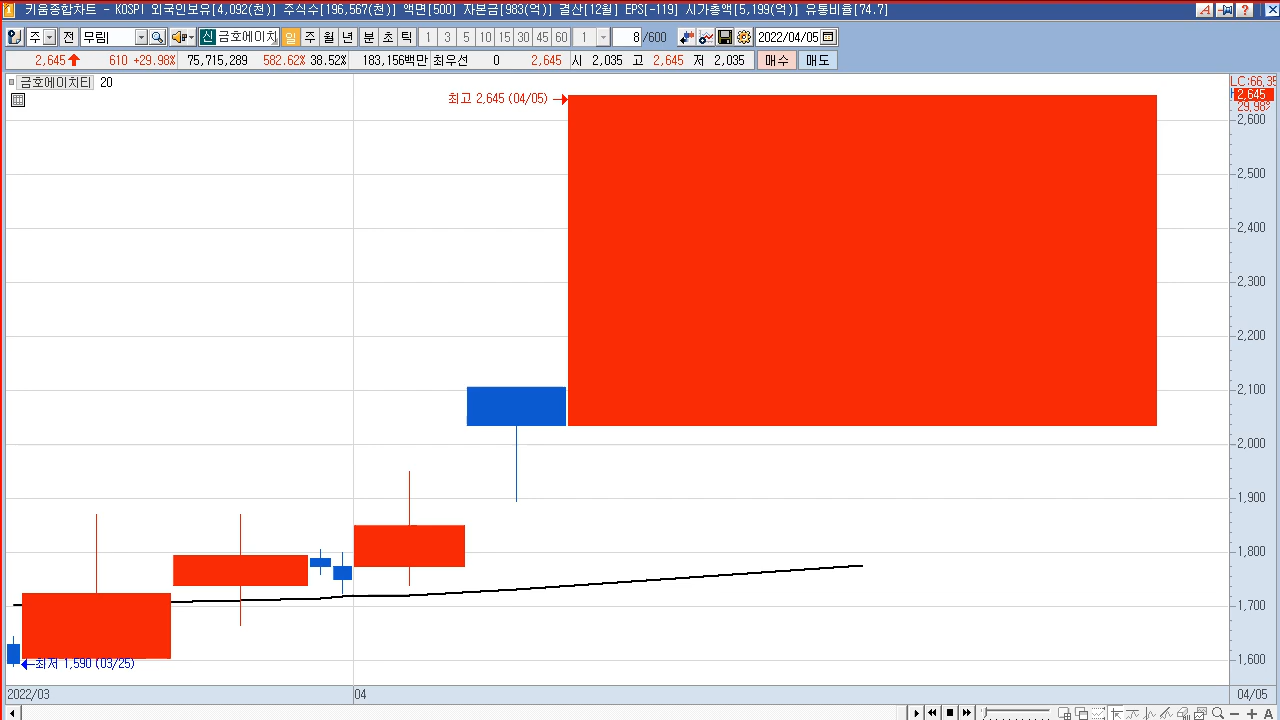 키움종합차트 - KOSPI 외국인보유[4,092(천)] 주식수[196,567(천)] 액면[500] 자본금[983(억)] 결산[12월] EPS[-119] 시가총액[5,199(억)] 유통비율[74.7]
주 전 무림 신 금호에이치 일 주 월 년 분 초 틱 1 3 5 10 15 30 45 60 1 8 /600 2022/04/05
2,645 610 +29.98% 75,715,289 582.62% 38.52% 183,156백만 최우선 0 2,645 시 2,035 고 2,645 저 2,035 매수 매도
금호에이치티 20
LC:66,35
최고 2,645 (04/05)
2,645
29.98%
2,600
2,500
2,400
2,300
2,200
2,100
2,000
1,900
1,800
1,700
1,600
최저 1,590 (03/25)
2022/03 04 04/05